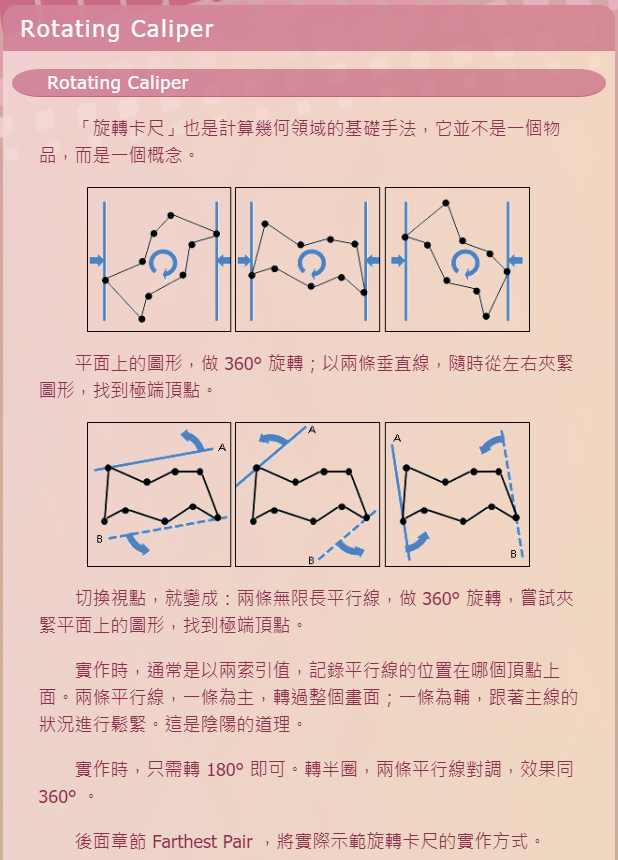 Rotating Caliper
Rotating Caliper
「旋轉卡尺」也是計算幾何領域的基礎手法，它並不是一個物
品，而是一個概念。
平面上的圖形，做 360° 旋轉；以兩條垂直線，隨時從左右夾緊
圖形，找到極端頂點。
A
B
A
B
A
B
切換視點，就變成：兩條無限長平行線，做 360° 旋轉，嘗試夾
緊平面上的圖形，找到極端頂點。
實作時，通常是以兩索引值，記錄平行線的位置在哪個頂點上
面。兩條平行線，一條為主，轉過整個畫面；一條為輔，跟著主線的
狀況進行鬆緊。這是陰陽的道理。
實作時，只需轉 180° 即可。轉半圈，兩條平行線對調，效果同
360° 。
後面章節 Farthest Pair ，將實際示範旋轉卡尺的實作方式。